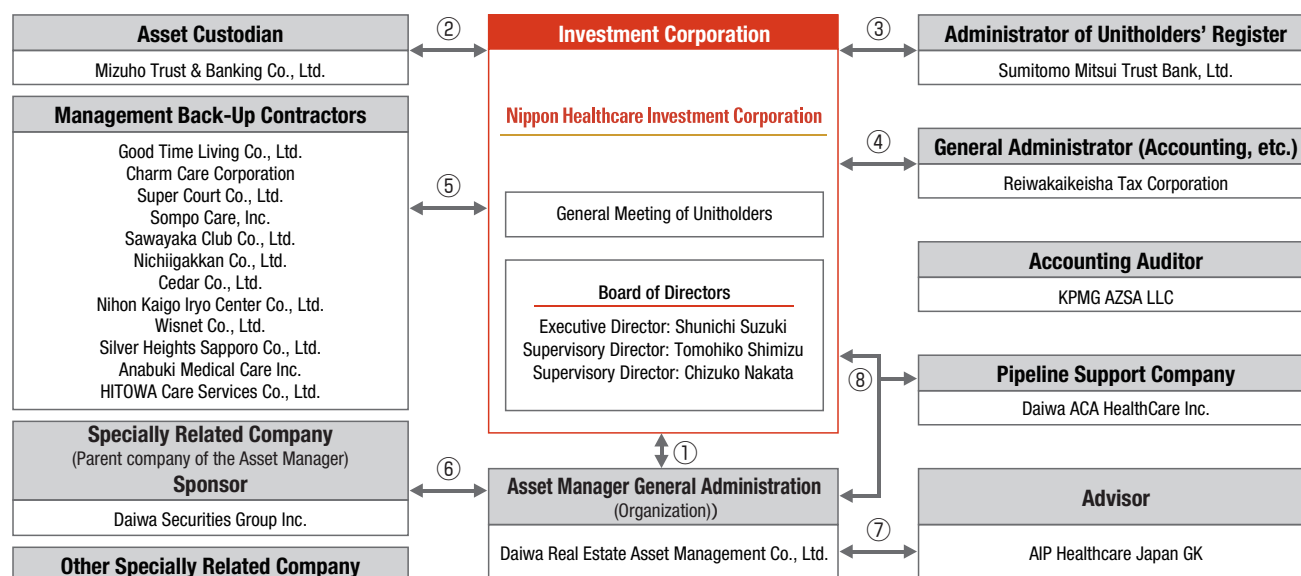 Asset Custodian
Mizuho Trust & Banking Co., Ltd.
②
Management Back-Up Contractors
Good Time Living Co., Ltd.
Charm Care Corporation
Super Court Co., Ltd.
Sompo Care, Inc.
Sawayaka Club Co., Ltd.
Nichiigakkan Co., Ltd.
Cedar Co., Ltd.
Nihon Kaigo Iryo Center Co., Ltd.
Wisnet Co., Ltd.
Silver Heights Sapporo Co., Ltd.
Anabuki Medical Care Inc.
HITOWA Care Services Co., Ltd.
⑤
Specially Related Company
(Parent company of the Asset Manager)
Sponsor
Daiwa Securities Group Inc.
⑥
Other Specially Related Company
Investment Corporation
Nippon Healthcare Investment Corporation
General Meeting of Unitholders
Board of Directors
Executive Director: Shunichi Suzuki
Supervisory Director: Tomohiko Shimizu
Supervisory Director: Chizuko Nakata
①
Asset Manager General Administration
(Organization))
Daiwa Real Estate Asset Management Co., Ltd.
③
Administrator of Unitholders' Register
Sumitomo Mitsui Trust Bank, Ltd.
④
General Administrator (Accounting, etc.)
Reiwakaikeisha Tax Corporation
Accounting Auditor
KPMG AZSA LLC
⑧
Pipeline Support Company
Daiwa ACA HealthCare Inc.
⑦
Advisor
AIP Healthcare Japan GK